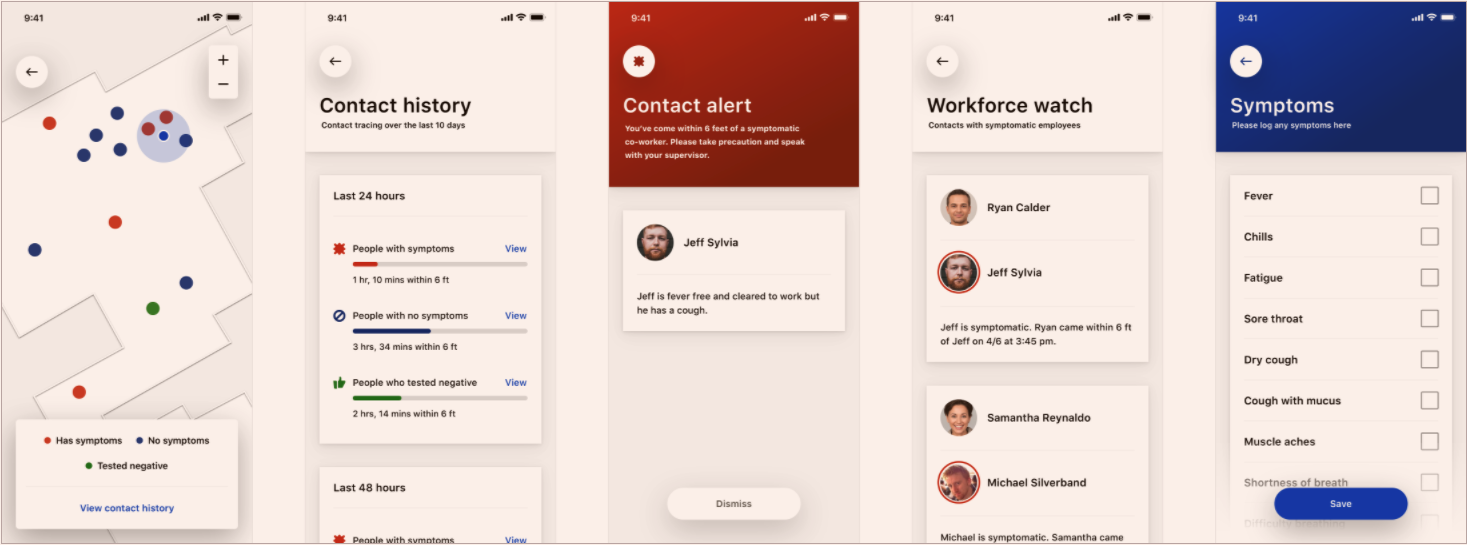 9:41
+
−
Has symptoms
No symptoms
Tested negative
View contact history
9:41
Contact history
Contact tracing over the last 10 days
Last 24 hours
People with symptoms
View
1 hr, 10 mins within 6 ft
People with no symptoms
View
3 hrs, 34 mins within 6 ft
People who tested negative
View
2 hrs, 14 mins within 6 ft
Last 48 hours
People with symptoms
View
9:41
Contact alert
You've come within 6 feet of a symptomatic
co-worker. Please take precaution and speak
with your supervisor.
Jeff Sylvia
Jeff is fever free and cleared to work but
he has a cough.
Dismiss
9:41
Workforce watch
Contacts with symptomatic employees
Ryan Calder
Jeff Sylvia
Jeff is symptomatic. Ryan came within 6 ft
of Jeff on 4/6 at 3:45 pm.
Samantha Reynaldo
Michael Silverband
Michael is symptomatic. Samantha came
9:41
Symptoms
Please log any symptoms here
Fever
Chills
Fatigue
Sore throat
Dry cough
Cough with mucus
Muscle aches
Shortness of breath
Save
Difficulty breathing